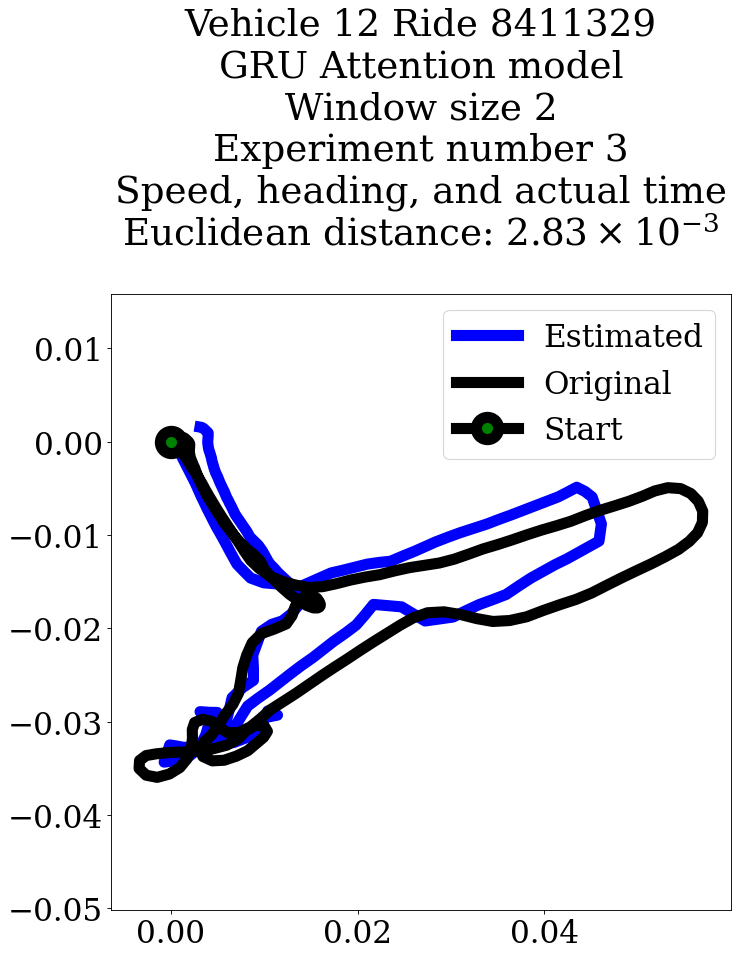 Vehicle 12 Ride 8411329
GRU Attention model
Window size 2
Experiment number 3
Speed, heading, and actual time
Euclidean distance: 2.83 × 10⁻³
Estimated
Original
Start
0.01
0.00
−0.01
−0.02
−0.03
−0.04
−0.05
0.00 0.02 0.04